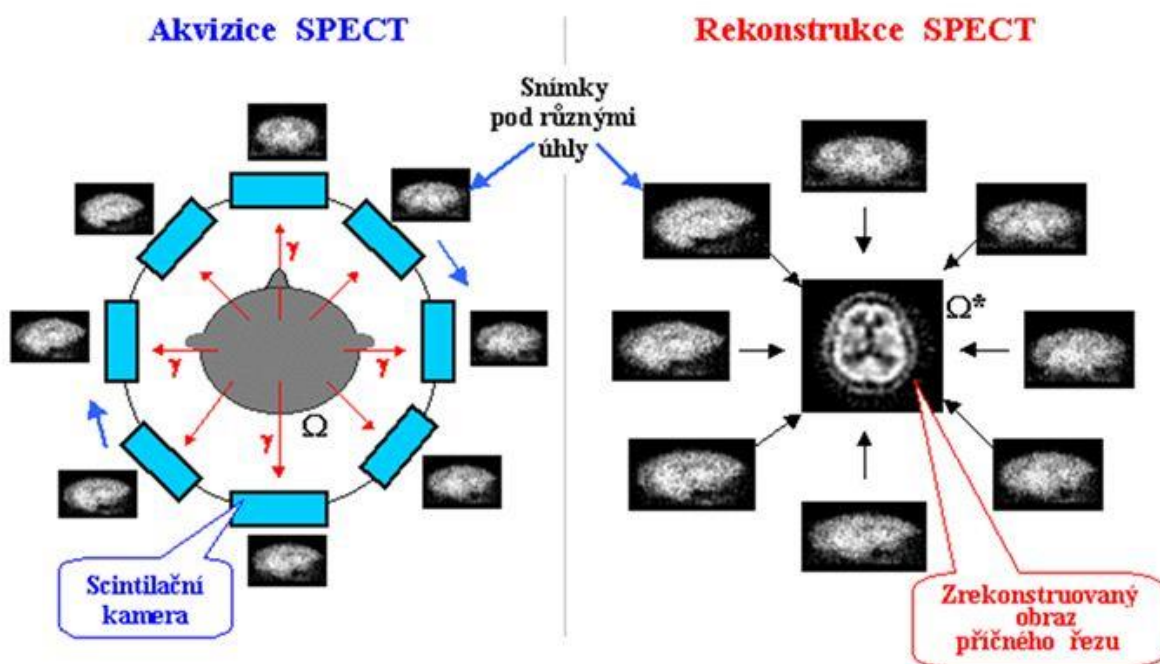 Akvizice SPECT
Rekonstrukce SPECT
Snímky
pod různými
úhly
γ
γ
γ
γ
Ω
Ω*
Scintilační
kamera
Zrekonstruovaný
obraz
příčného řezu